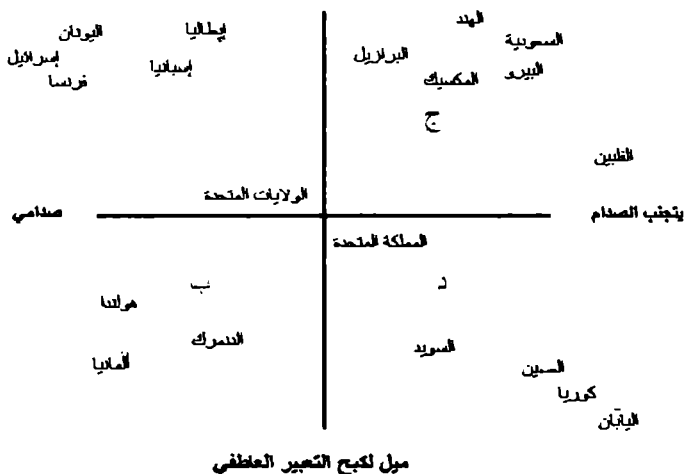 الهند
إيطاليا
اليونان
السعودية
إسرائيل
البرازيل
إسبانيا
البيرو
المكسيك
فرنسا
ج
الفلبين
الولايات المتحدة
يتجنب الصدام
صدامي
المملكة المتحدة
د
ب
هولندا
الدنمرك
السويد
ألمانيا
الصين
كوريا
اليابان
ميل لكبح التعبير العاطفي